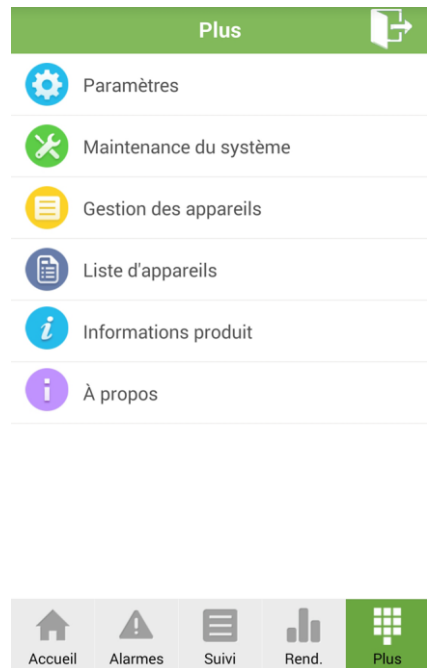 Plus
Paramètres
Maintenance du système
Gestion des appareils
Liste d'appareils
Informations produit
À propos
Accueil Alarmes Suivi Rend. Plus